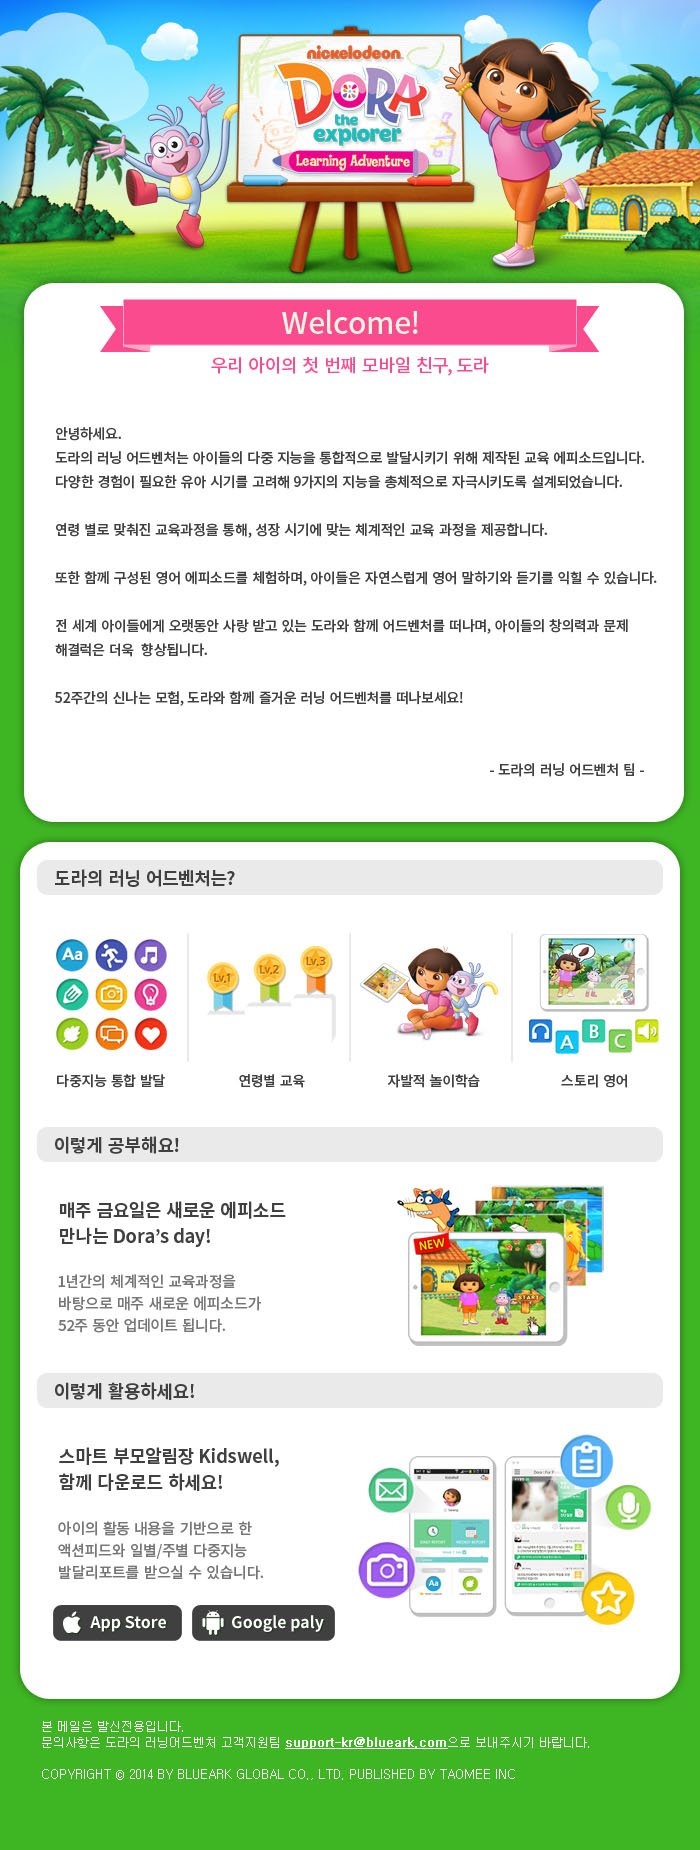 nickelodeon
DORA
the
explorer
Learning Adventure
Welcome!
우리 아이의 첫 번째 모바일 친구, 도라
안녕하세요.
도라의 러닝 어드벤처는 아이들의 다중 지능을 통합적으로 발달시키기 위해 제작된 교육 에피소드입니다.
다양한 경험이 필요한 유아 시기를 고려해 9가지의 지능을 총체적으로 자극시키도록 설계되었습니다.
연령 별로 맞춰진 교육과정을 통해, 성장 시기에 맞는 체계적인 교육 과정을 제공합니다.
또한 함께 구성된 영어 에피소드를 체험하며, 아이들은 자연스럽게 영어 말하기와 듣기를 익힐 수 있습니다.
전 세계 아이들에게 오랫동안 사랑 받고 있는 도라와 함께 어드벤처를 떠나며, 아이들의 창의력과 문제
해결력은 더욱 향상됩니다.
52주간의 신나는 모험, 도라와 함께 즐거운 러닝 어드벤처를 떠나보세요!
- 도라의 러닝 어드벤처 팀 -
도라의 러닝 어드벤처는?
Aa
Lv.1
Lv.2
Lv.3
A
B
C
다중지능 통합 발달
연령별 교육
자발적 놀이학습
스토리 영어
이렇게 공부해요!
매주 금요일은 새로운 에피소드
만나는 Dora's day!
1년간의 체계적인 교육과정을
바탕으로 매주 새로운 에피소드가
52주 동안 업데이트 됩니다.
NEW
START
이렇게 활용하세요!
스마트 부모알림장 Kidswell,
함께 다운로드 하세요!
아이의 활동 내용을 기반으로 한
액션피드와 일별/주별 다중지능
발달리포트를 받으실 수 있습니다.
Aa
App Store
Google paly
본 메일은 발신전용입니다.
문의사항은 도라의 러닝어드벤처 고객지원팀 support-kr@blueark.com으로 보내주시기 바랍니다.
COPYRIGHT © 2014 BY BLUEARK GLOBAL CO., LTD. PUBLISHED BY TAOMEE INC